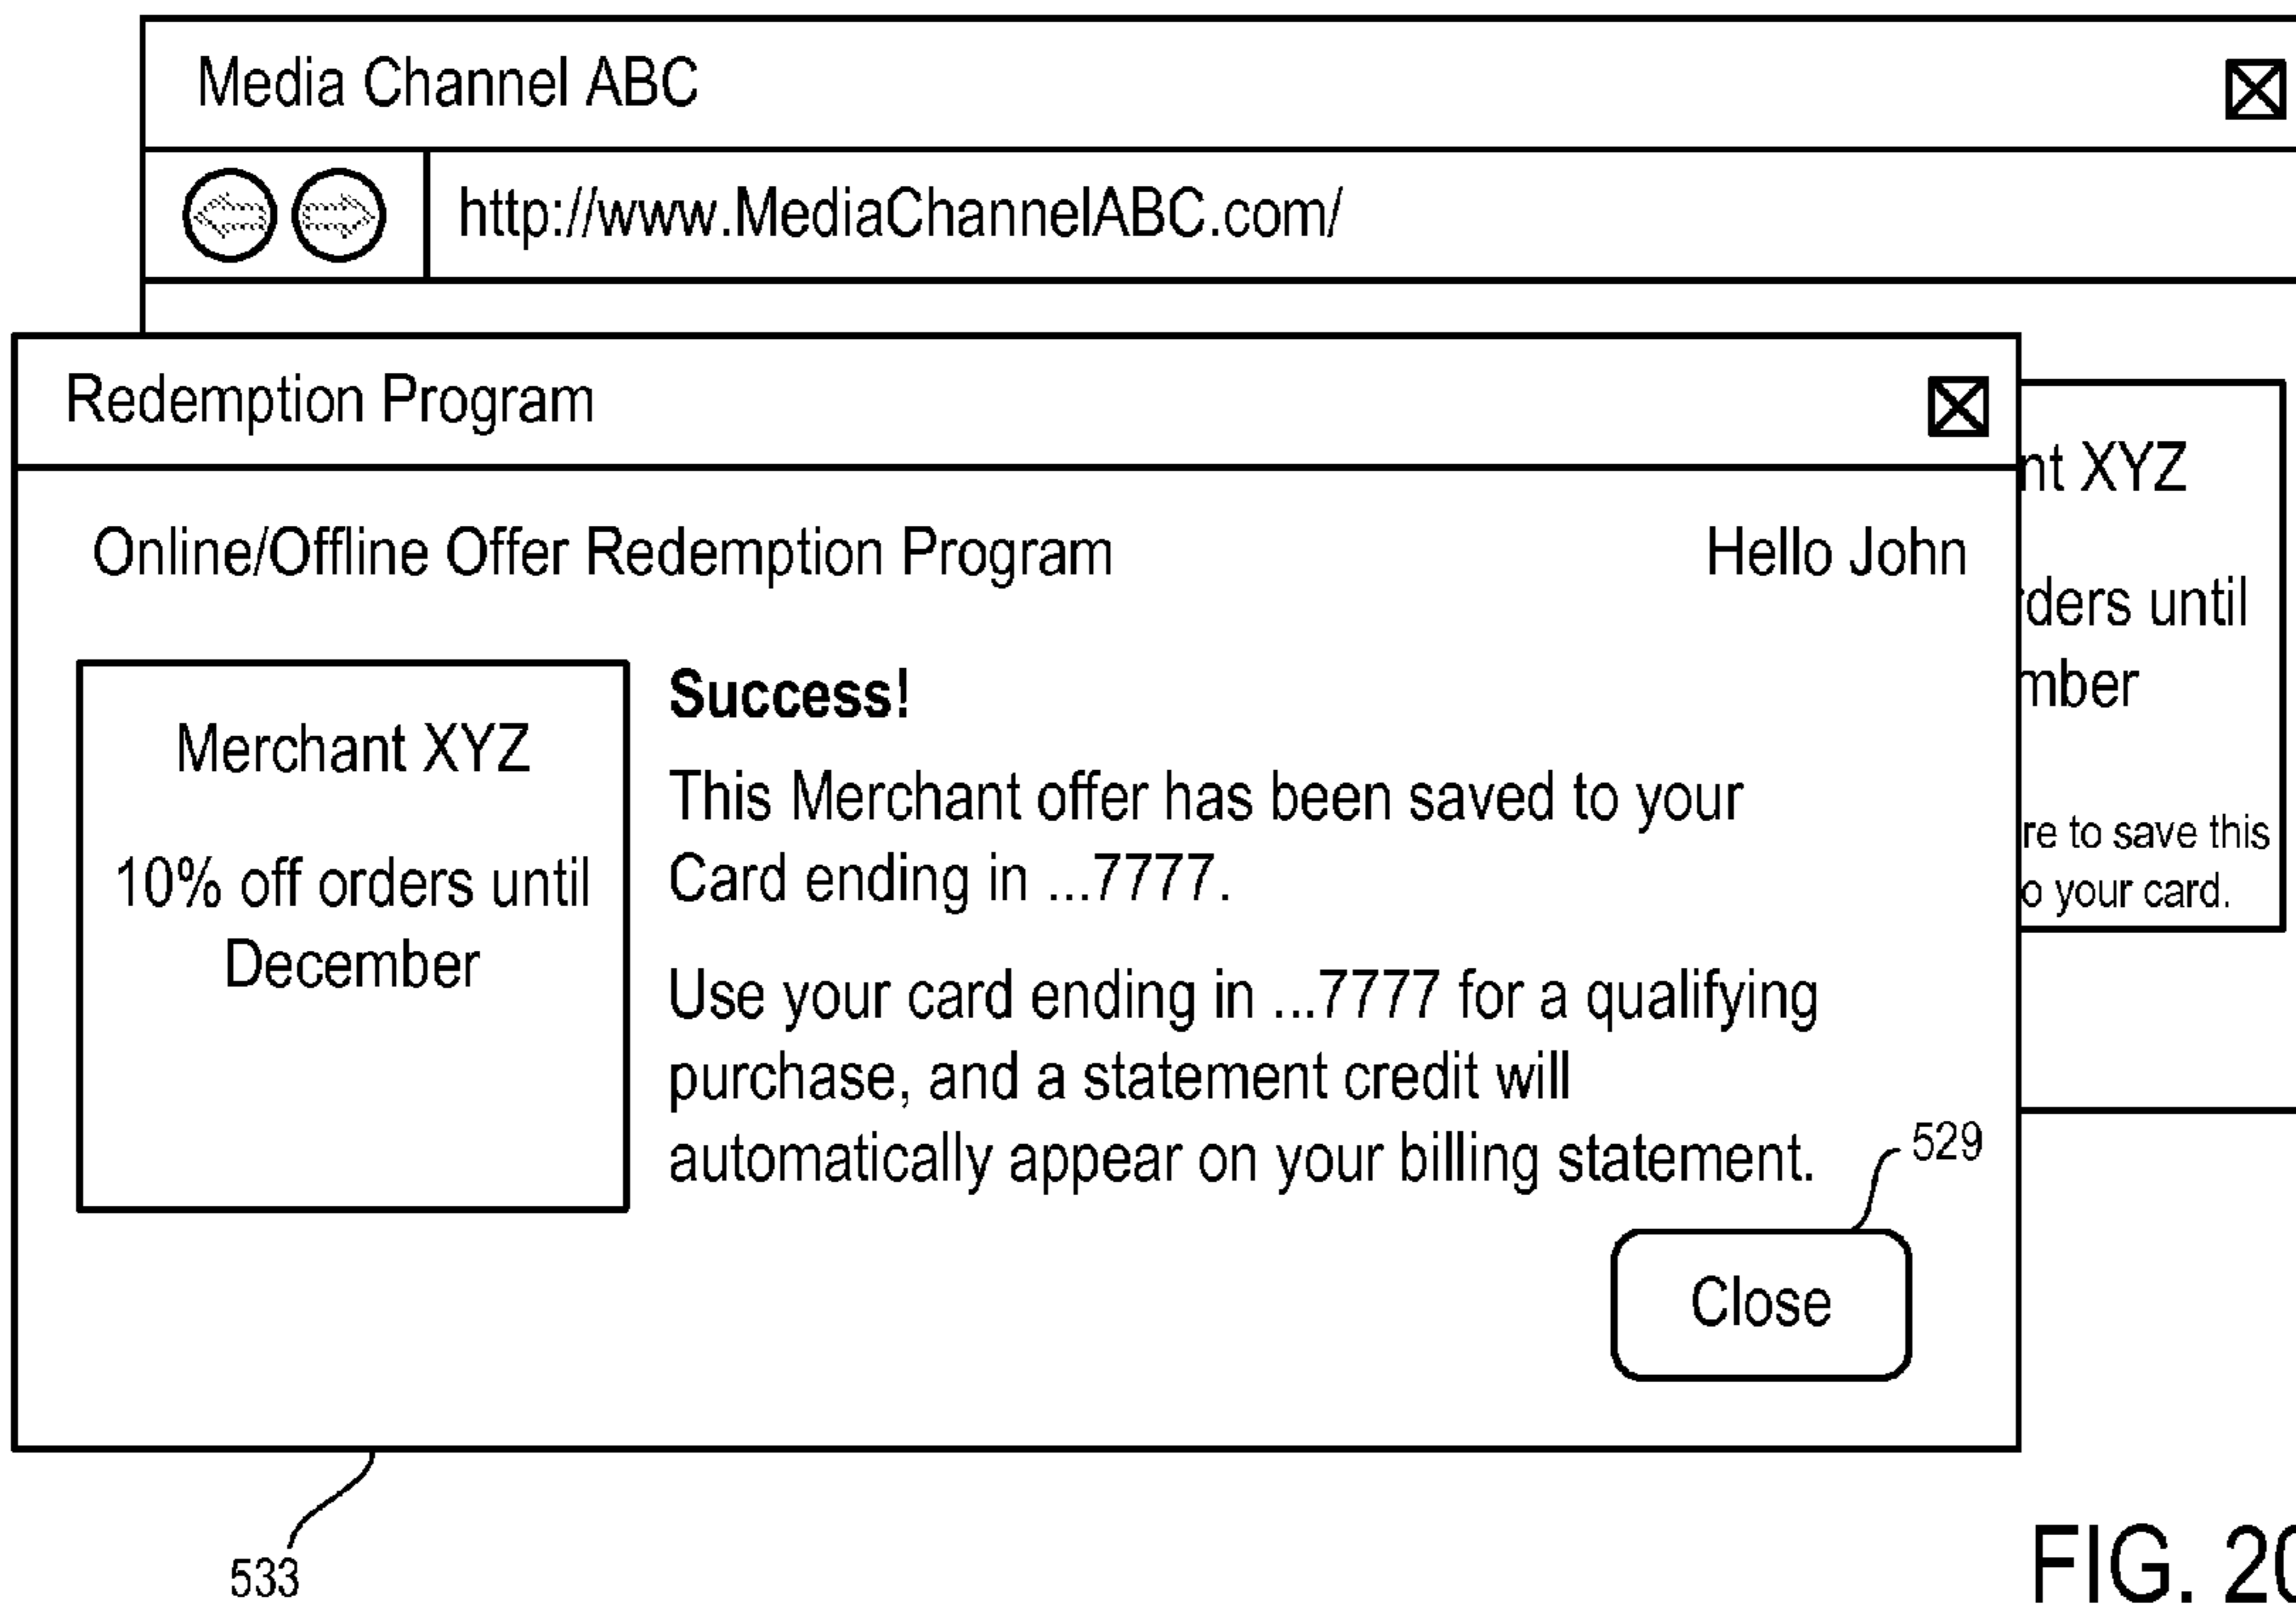 Media Channel ABC
http://www.MediaChannelABC.com/
Redemption Program
Online/Offline Offer Redemption Program
Hello John
Merchant XYZ
10% off orders until
December
Success!
This Merchant offer has been saved to your
Card ending in ...7777.
Use your card ending in ...7777 for a qualifying
purchase, and a statement credit will
automatically appear on your billing statement.
529
Close
nt XYZ
ders until
mber
re to save this
o your card.
533
FIG. 20